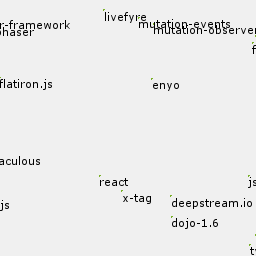 livefyre
mutation-events
r-framework
mutation-observer
phaser
flatiron.js
enyo
aculous
react
js
x-tag
deepstream.io
js
dojo-1.6